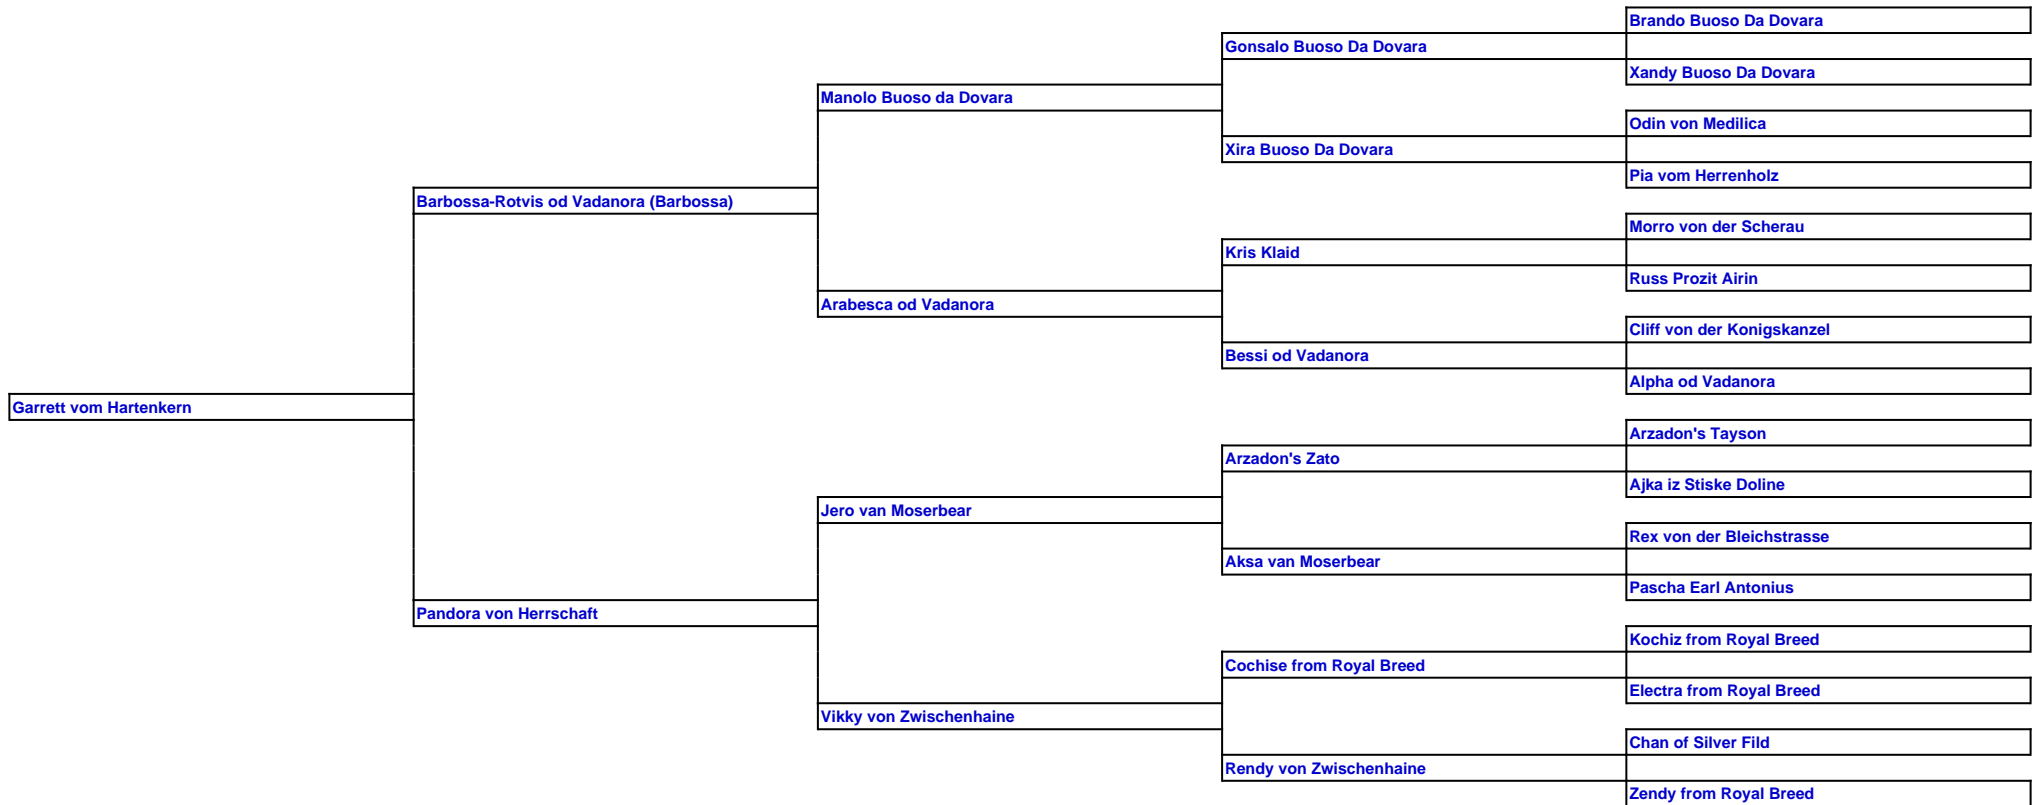 Brando Buoso Da Dovara
Gonsalo Buoso Da Dovara
Xandy Buoso Da Dovara
Manolo Buoso da Dovara
Odin von Medilica
Xira Buoso Da Dovara
Pia vom Herrenholz
Barbossa-Rotvis od Vadanora (Barbossa)
Morro von der Scherau
Kris Klaid
Russ Prozit Airin
Arabesca od Vadanora
Cliff von der Konigskanzel
Bessi od Vadanora
Alpha od Vadanora
Garrett vom Hartenkern
Arzadon's Tayson
Arzadon's Zato
Ajka iz Stiske Doline
Jero van Moserbear
Rex von der Bleichstrasse
Aksa van Moserbear
Pascha Earl Antonius
Pandora von Herrschaft
Kochiz from Royal Breed
Cochise from Royal Breed
Electra from Royal Breed
Vikky von Zwischenhaine
Chan of Silver Fild
Rendy von Zwischenhaine
Zendy from Royal Breed